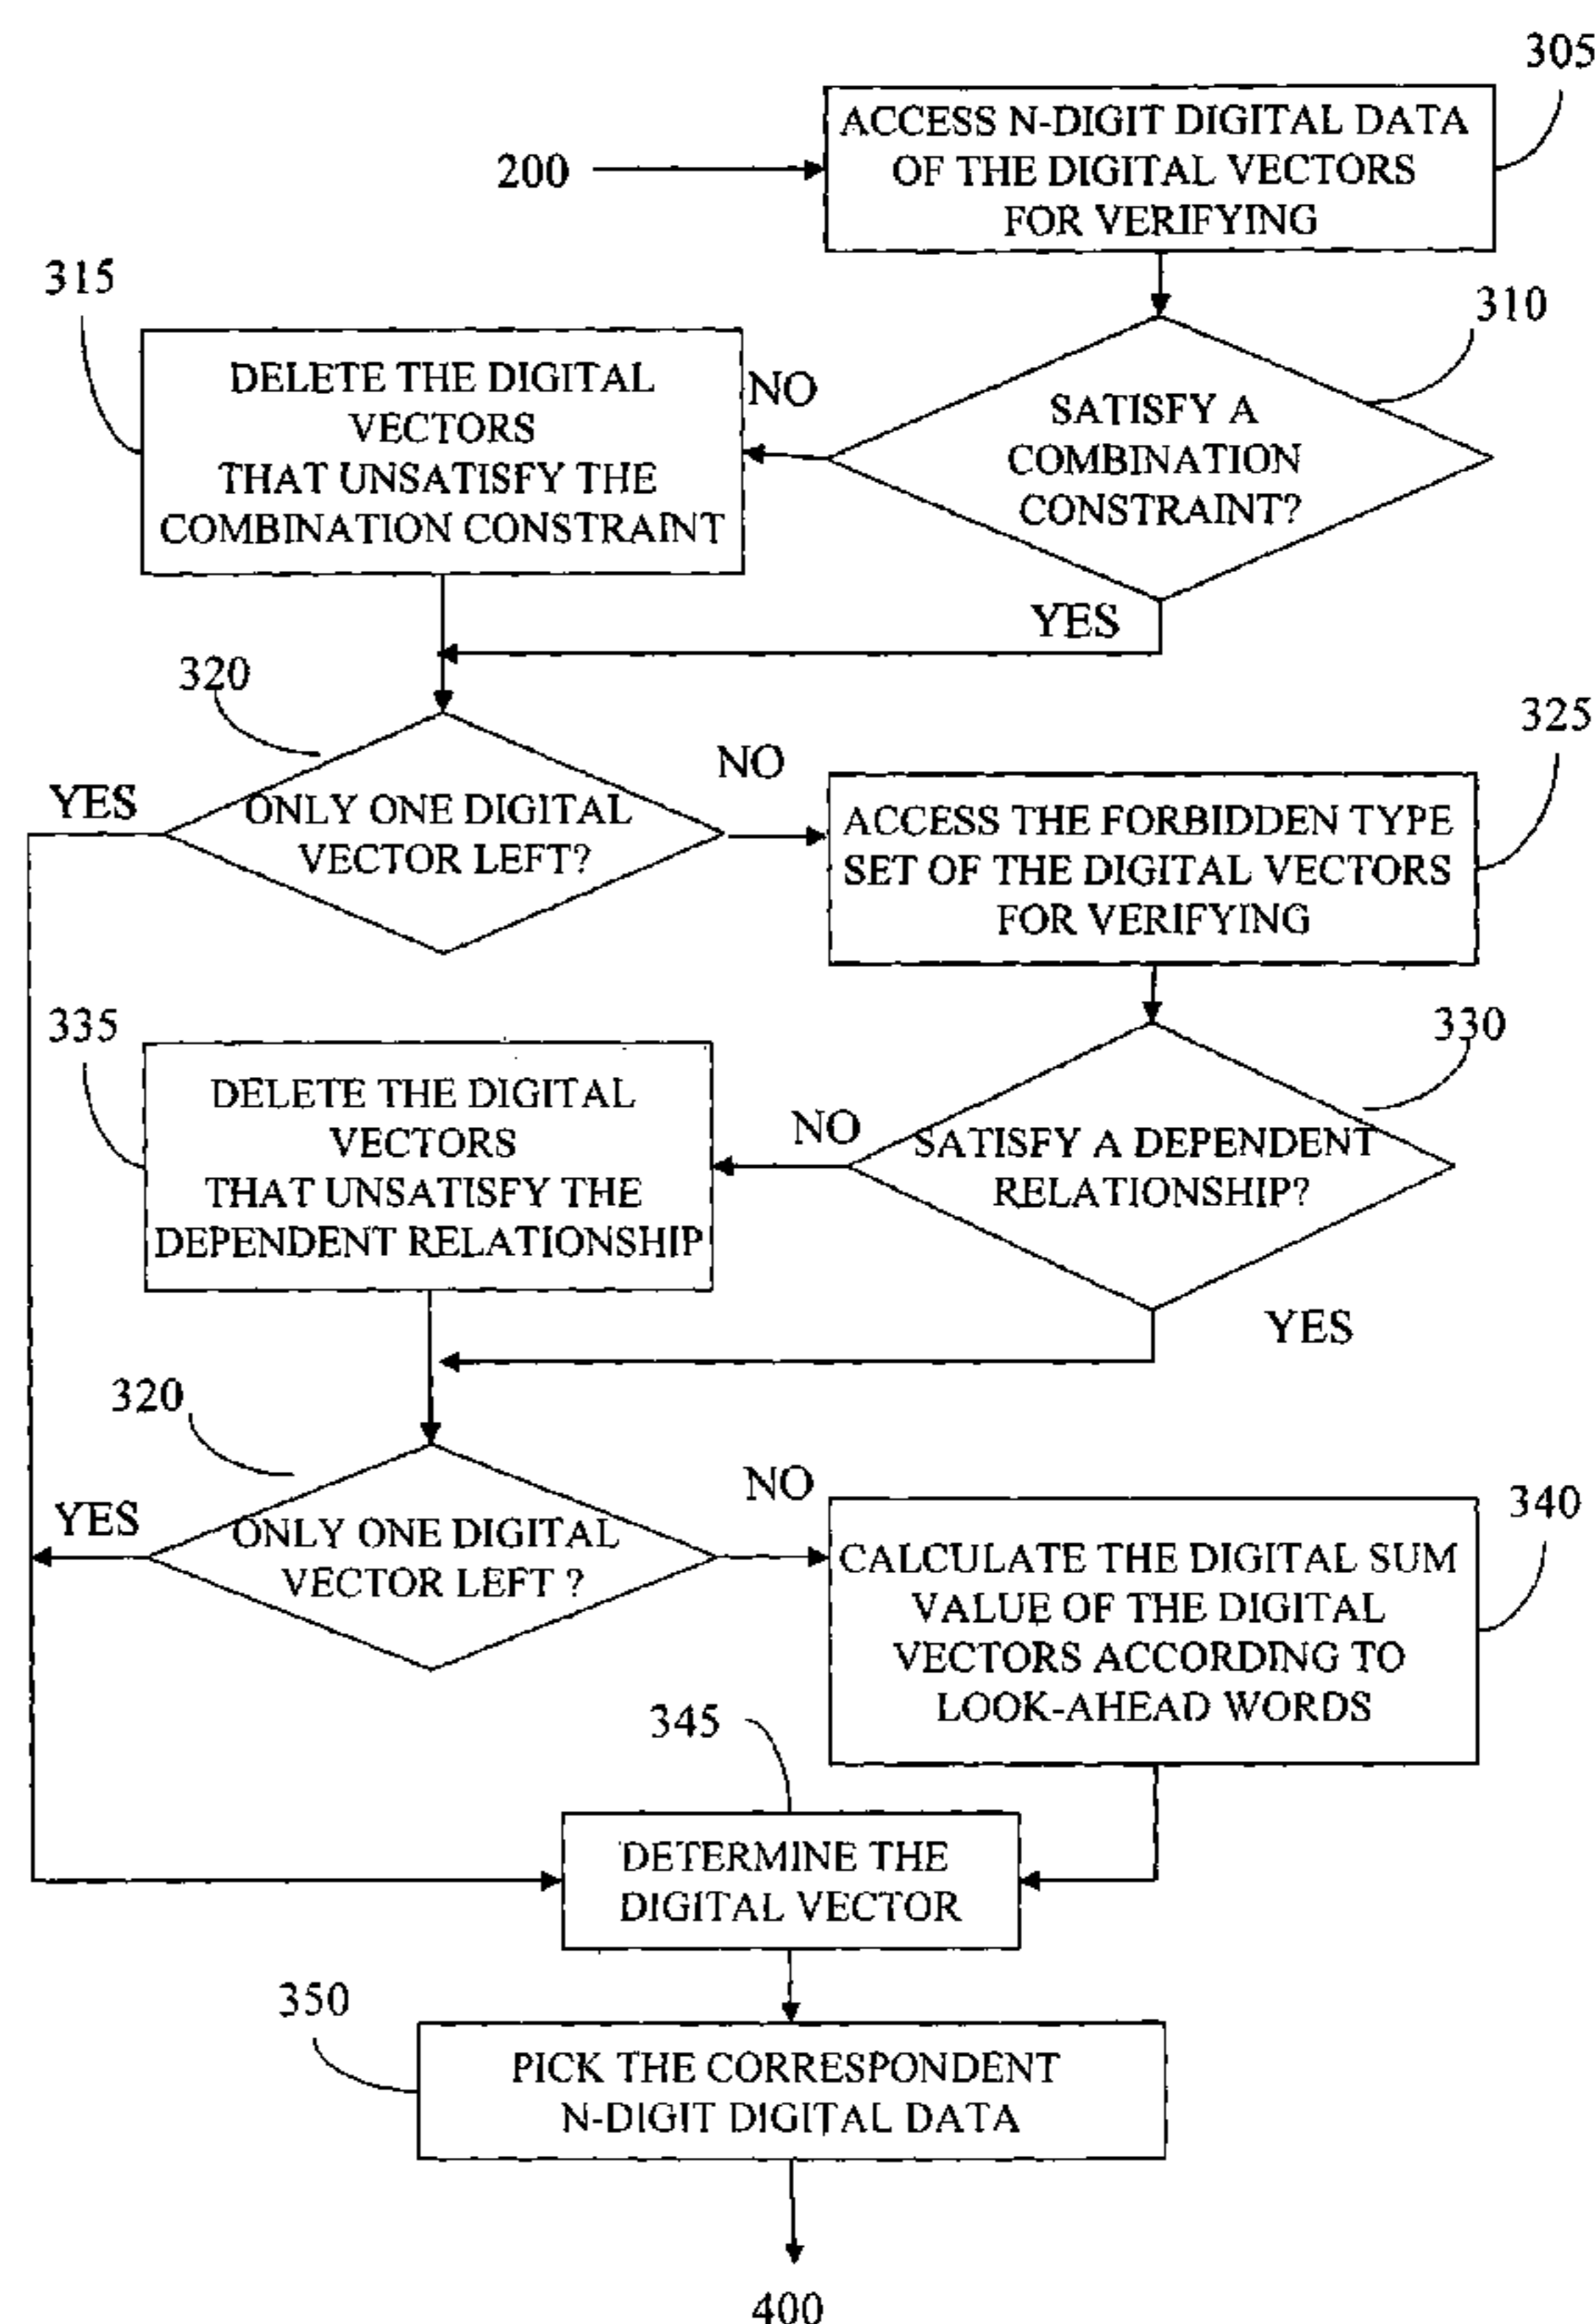 305
ACCESS N-DIGIT DIGITAL DATA
OF THE DIGITAL VECTORS
FOR VERIFYING
200
315
310
DELETE THE DIGITAL
VECTORS
THAT UNSATISFY THE
COMBINATION CONSTRAINT
NO
SATISFY A
COMBINATION
CONSTRAINT?
YES
320
325
NO
YES
ONLY ONE DIGITAL
VECTOR LEFT?
ACCESS THE FORBIDDEN TYPE
SET OF THE DIGITAL VECTORS
FOR VERIFYING
335
330
DELETE THE DIGITAL
VECTORS
THAT UNSATISFY THE
DEPENDENT RELATIONSHIP
NO
SATISFY A DEPENDENT
RELATIONSHIP?
YES
320
NO
340
YES
ONLY ONE DIGITAL
VECTOR LEFT ?
CALCULATE THE DIGITAL SUM
VALUE OF THE DIGITAL
VECTORS ACCORDING TO
LOOK-AHEAD WORDS
345
DETERMINE THE
DIGITAL VECTOR
350
PICK THE CORRESPONDENT
N-DIGIT DIGITAL DATA
400